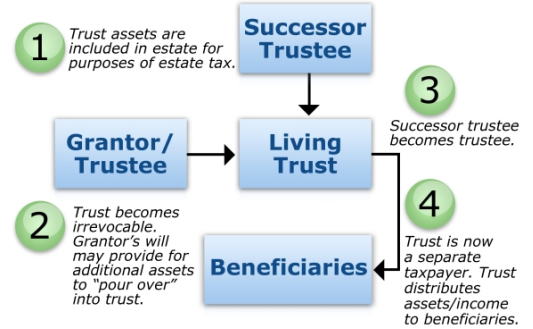 1
Trust assets are
included in estate for
purposes of estate tax.
Successor
Trustee
3
Successor trustee
becomes trustee.
Grantor/
Trustee
Living
Trust
2
Trust becomes
irrevocable.
Grantor's will
may provide for
additional assets
to "pour over"
into trust.
Beneficiaries
4
Trust is now
a separate
taxpayer. Trust
distributes
assets/income
to beneficiaries.